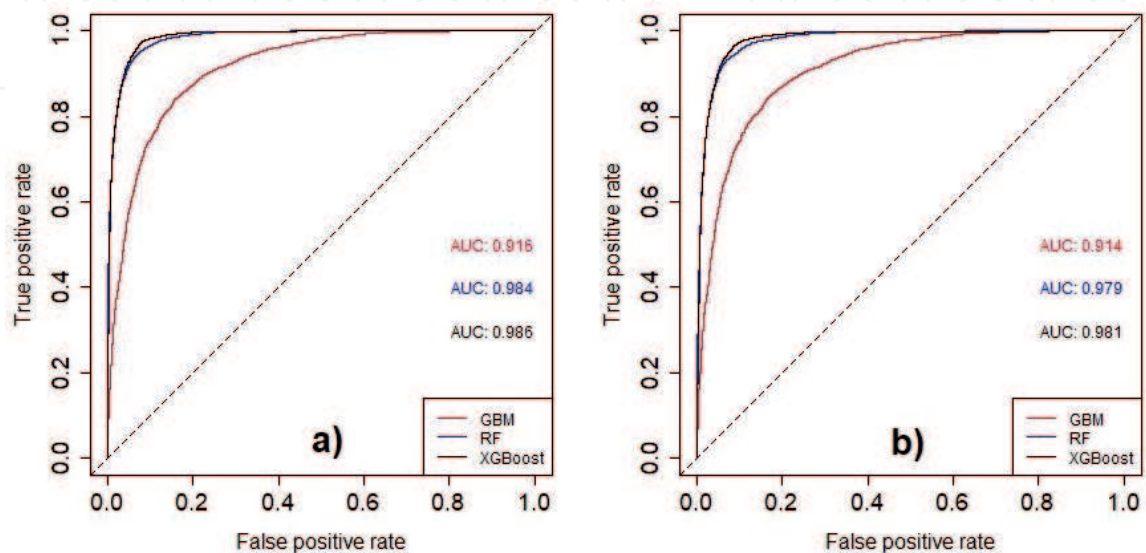 1.0
0.8
0.6
0.4
0.2
0.0
True positive rate
AUC: 0.916
AUC: 0.984
AUC: 0.986
GBM
RF
XGBoost
a)
0.0 0.2 0.4 0.6 0.8 1.0
False positive rate
1.0
0.8
0.6
0.4
0.2
0.0
True positive rate
AUC: 0.914
AUC: 0.979
AUC: 0.981
GBM
RF
XGBoost
b)
0.0 0.2 0.4 0.6 0.8 1.0
False positive rate